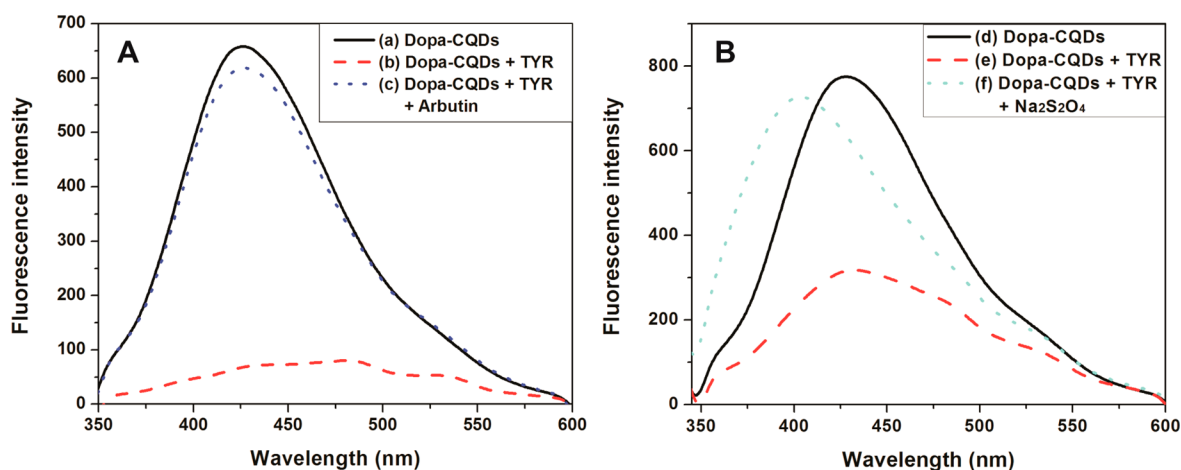 A
(a) Dopa-CQDs
(b) Dopa-CQDs + TYR
(c) Dopa-CQDs + TYR
+ Arbutin
Fluorescence intensity
700
600
500
400
300
200
100
0
350
400
450
500
550
600
Wavelength (nm)
B
(d) Dopa-CQDs
(e) Dopa-CQDs + TYR
(f) Dopa-CQDs + TYR
+ Na2S2O4
Fluorescence intensity
800
600
400
200
0
350
400
450
500
550
600
Wavelength (nm)